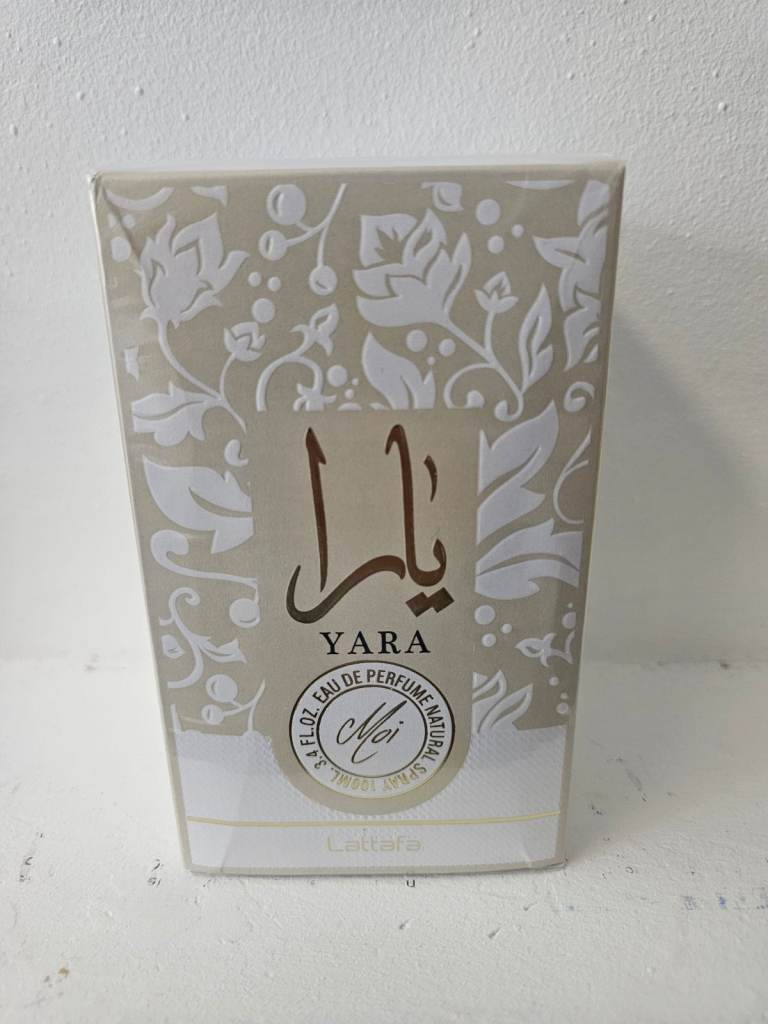 يارا
YARA
EAU DE PERFUME NATURAL SPRAY 100ML. 3.4 FL.OZ.
Moi
Lattafa